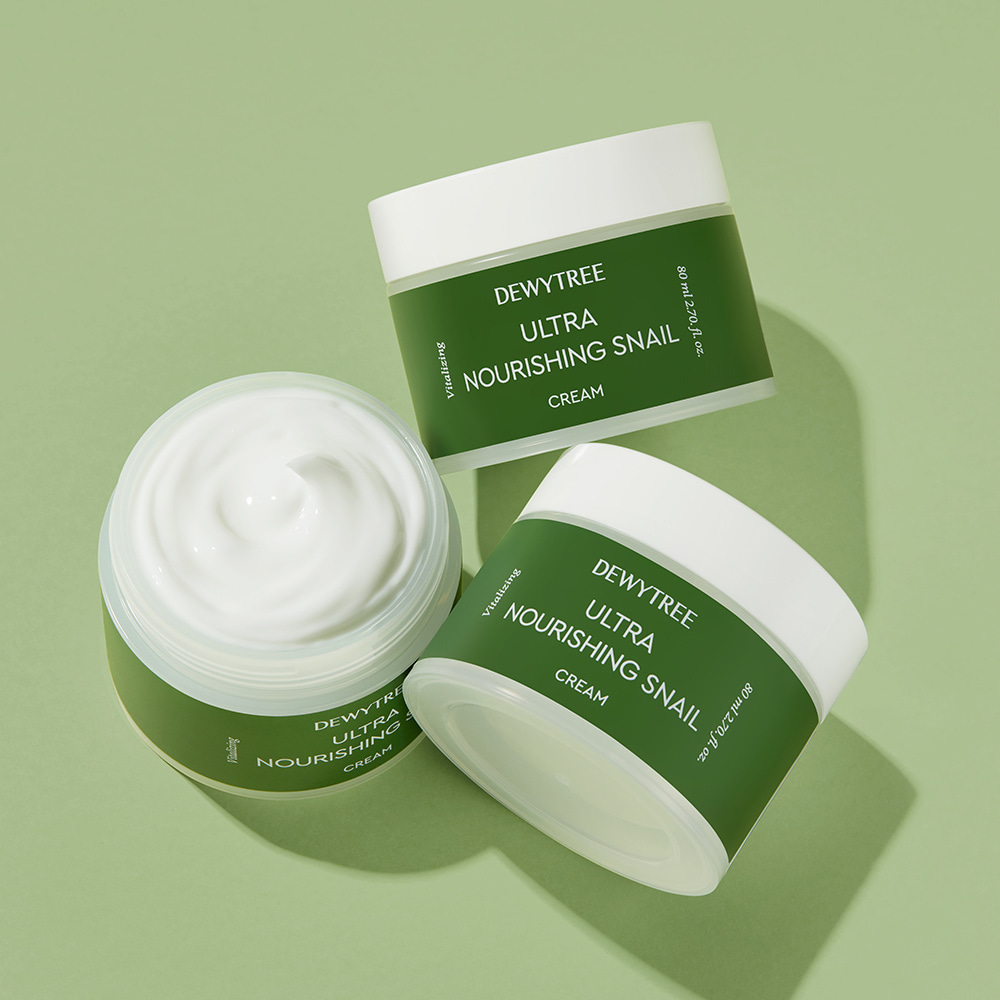 DEWYTREE
ULTRA
NOURISHING SNAIL
CREAM
Vitalizing
80 ml 2.70. fl. oz.
DEWYTREE
ULTRA
NOURISHING SNAIL
CREAM
Vitalizing
80 ml 2.70. fl. oz.
DEWYTREE
ULTRA
NOURISHING S
CREAM
Vitalizing